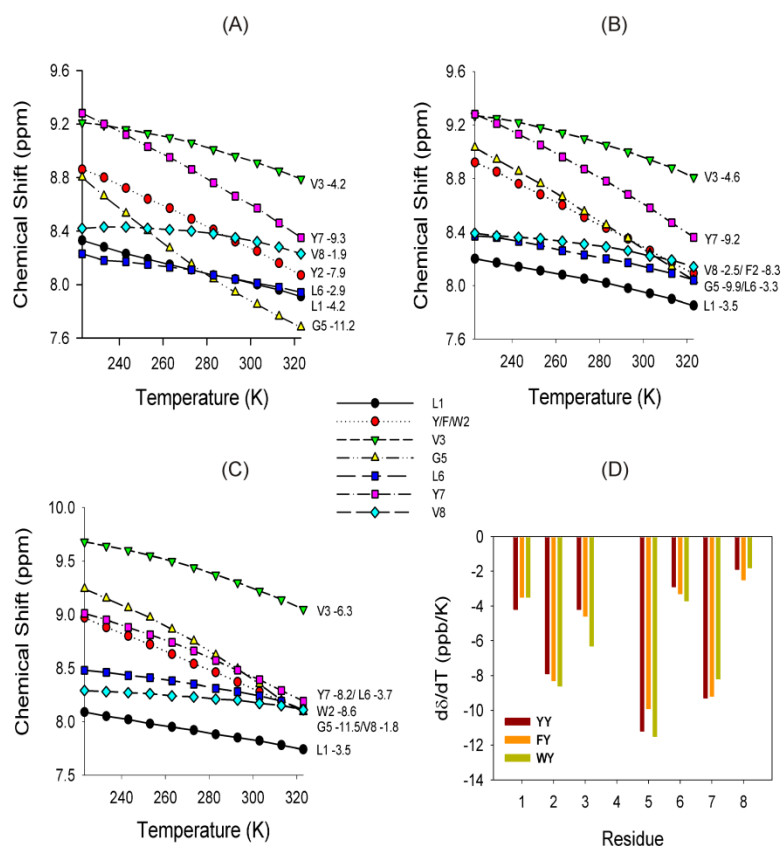 (A)
Chemical Shift (ppm)
9.6
9.2
8.8
8.4
8.0
7.6
240 260 280 300 320
Temperature (K)
V3 -4.2
Y7 -9.3
V8 -1.9
Y2 -7.9
L6 -2.9
L1 -4.2
G5 -11.2
(B)
Chemical Shift (ppm)
9.6
9.2
8.8
8.4
8.0
7.6
240 260 280 300 320
Temperature (K)
V3 -4.6
Y7 -9.2
V8 -2.5/ F2 -8.3
G5 -9.9/L6 -3.3
L1 -3.5
L1
Y/F/W2
V3
G5
L6
Y7
V8
(C)
Chemical Shift (ppm)
10.0
9.5
9.0
8.5
8.0
7.5
240 260 280 300 320
Temperature (K)
V3 -6.3
Y7 -8.2/ L6 -3.7
W2 -8.6
G5 -11.5/V8 -1.8
L1 -3.5
(D)
dδ/dT (ppb/K)
0
-2
-4
-6
-8
-10
-12
-14
YY
FY
WY
1 2 3 4 5 6 7 8
Residue